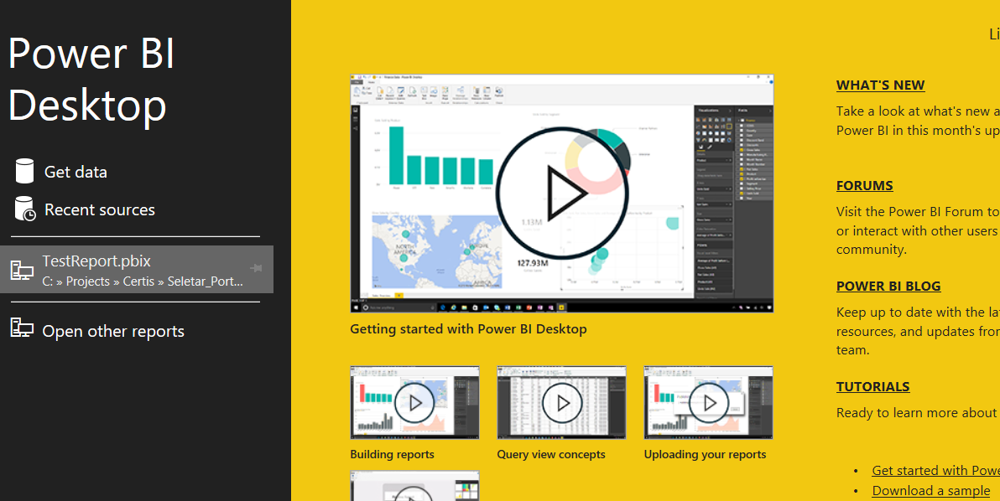 Power BI
Desktop
Get data
Recent sources
TestReport.pbix
C: » Projects » Certis » Seletar_Port...
Open other reports
127.93M
Getting started with Power BI Desktop
Building reports
Query view concepts
Uploading your reports
Li
WHAT'S NEW
Take a look at what's new a
Power BI in this month's up
FORUMS
Visit the Power BI Forum to
or interact with other users
community.
POWER BI BLOG
Keep up to date with the la
resources, and updates fror
team.
TUTORIALS
Ready to learn more about
• Get started with Powe
• Download a sample